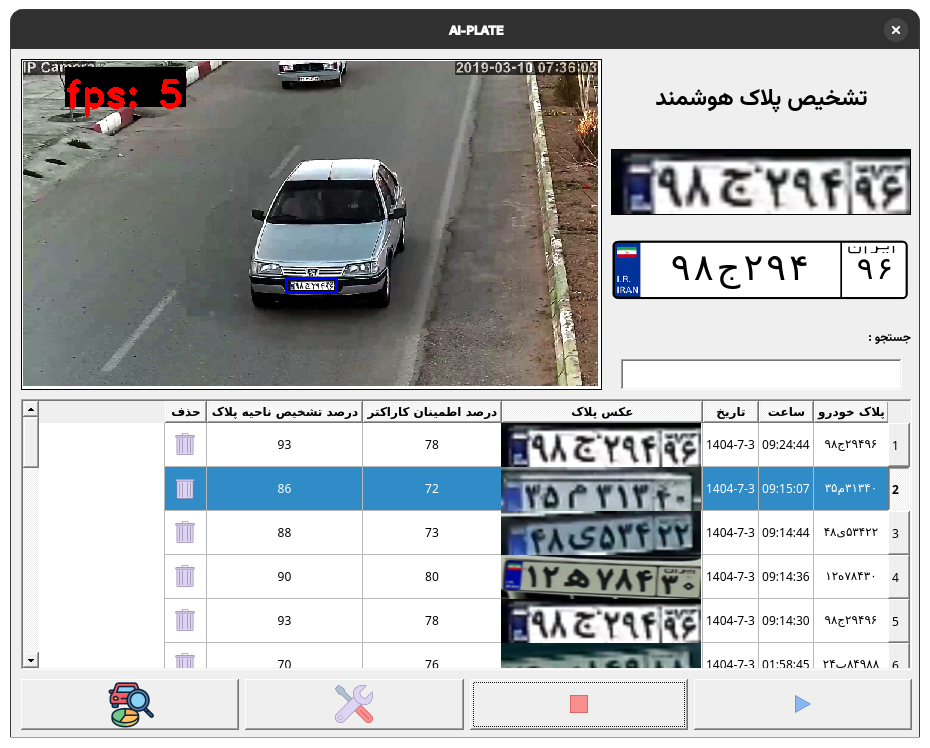 AI-PLATE
IP Camera
2019-03-10 07:36:03
fps: 5
تشخیص پلاک هوشمند
۹۸ ج ۲۹۴ ۹۶
I.R. IRAN
۹۸ج۲۹۴
ایران
۹۶
جستجو :
پلاک خودرو ساعت تاریخ عکس پلاک درصد اطمینان کاراکتر درصد تشخیص ناحیه پلاک حذف
1 ۹۸ج۲۹۴۹۶ 09:24:44 1404-7-3 ۹۸ ج ۲۹۴ ۹۶ 78 93
2 ۳۵م۳۱۳۴۰ 09:15:07 1404-7-3 ۳۵ م ۳۱۳ ۴۰ 72 86
3 ۴۸ی۵۳۴۲۲ 09:14:44 1404-7-3 ۴۸ ی ۵۳۴ ۲۲ 73 88
4 ۱۲ه۷۸۴۳۰ 09:14:36 1404-7-3 ۱۲ ه ۷۸۴ ۳۰ 80 90
5 ۹۸ج۲۹۴۹۶ 09:14:30 1404-7-3 ۹۸ ج ۲۹۴ ۹۶ 78 93
6 ۲۴ب۸۴۹۸۸ 01:58:45 1404-7-3 76 70